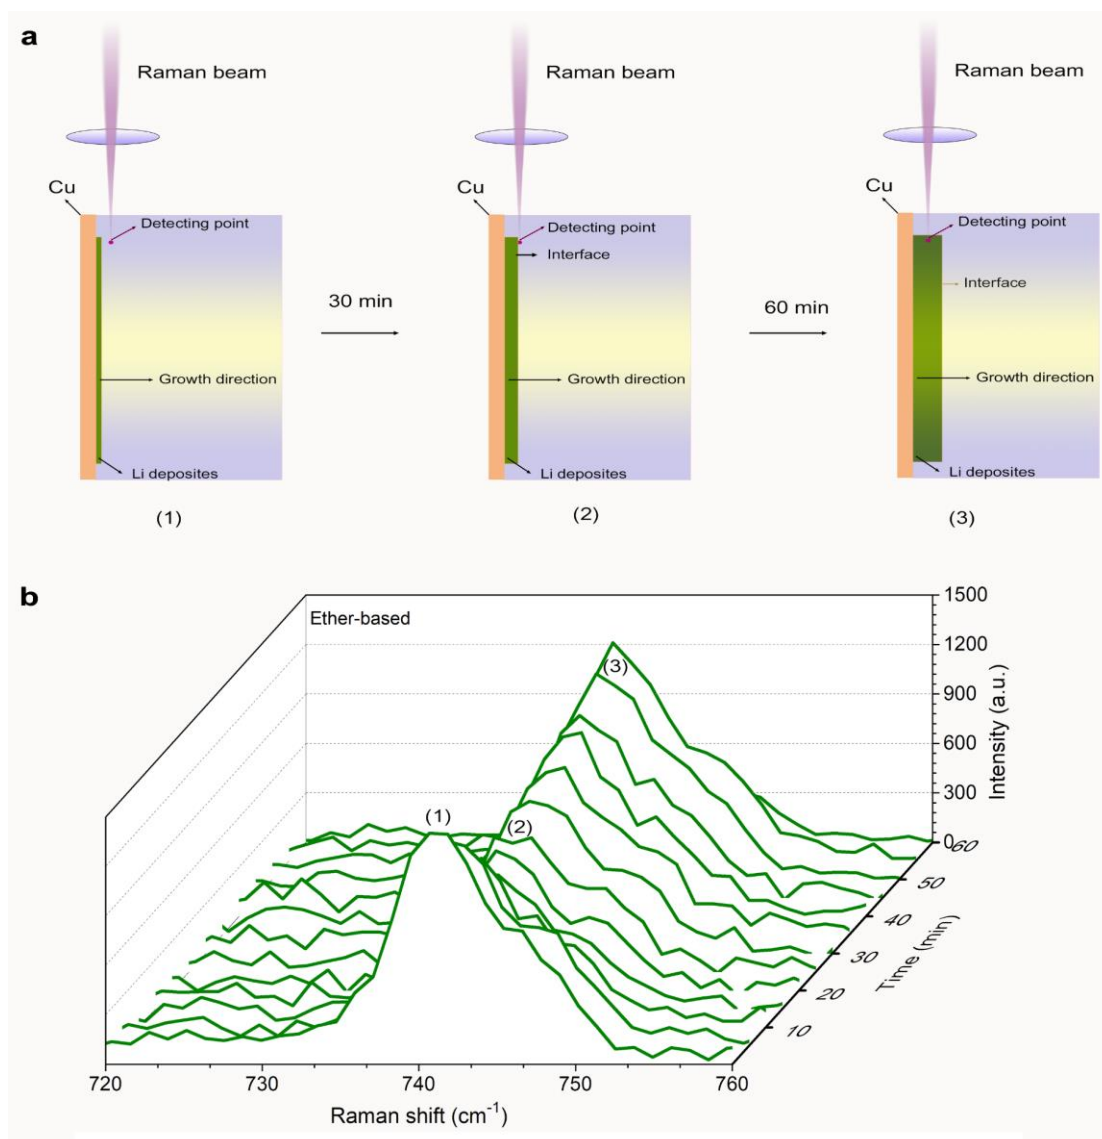 a
Raman beam
Raman beam
Raman beam
Cu
Cu
Cu
Detecting point
Detecting point
Detecting point
Interface
Interface
30 min
60 min
Growth direction
Growth direction
Growth direction
Li deposites
Li deposites
Li deposites
(1)
(2)
(3)
b
Ether-based
(1)
(2)
(3)
1500
1200
900
600
300
0
Intensity (a.u.)
60
50
40
30
20
10
Time (min)
720
730
740
750
760
Raman shift (cm⁻¹)